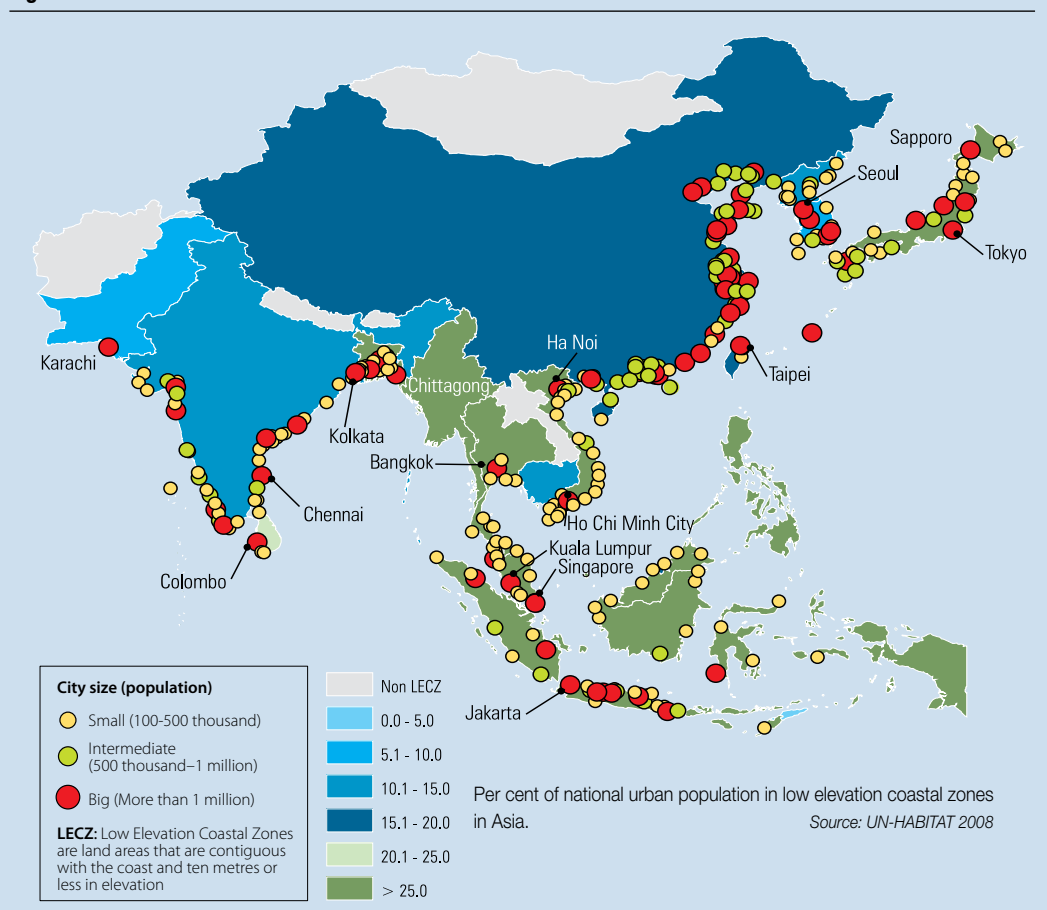 Sapporo
Seoul
Tokyo
Karachi
Ha Noi
Taipei
Chittagong
Kolkata
Bangkok
Chennai
Ho Chi Minh City
Kuala Lumpur
Singapore
Colombo
Jakarta
City size (population)
Small (100-500 thousand)
Intermediate
(500 thousand–1 million)
Big (More than 1 million)
LECZ: Low Elevation Coastal Zones
are land areas that are contiguous
with the coast and ten metres or
less in elevation
Non LECZ
0.0 - 5.0
5.1 - 10.0
10.1 - 15.0
15.1 - 20.0
20.1 - 25.0
> 25.0
Per cent of national urban population in low elevation coastal zones
in Asia.
Source: UN-HABITAT 2008